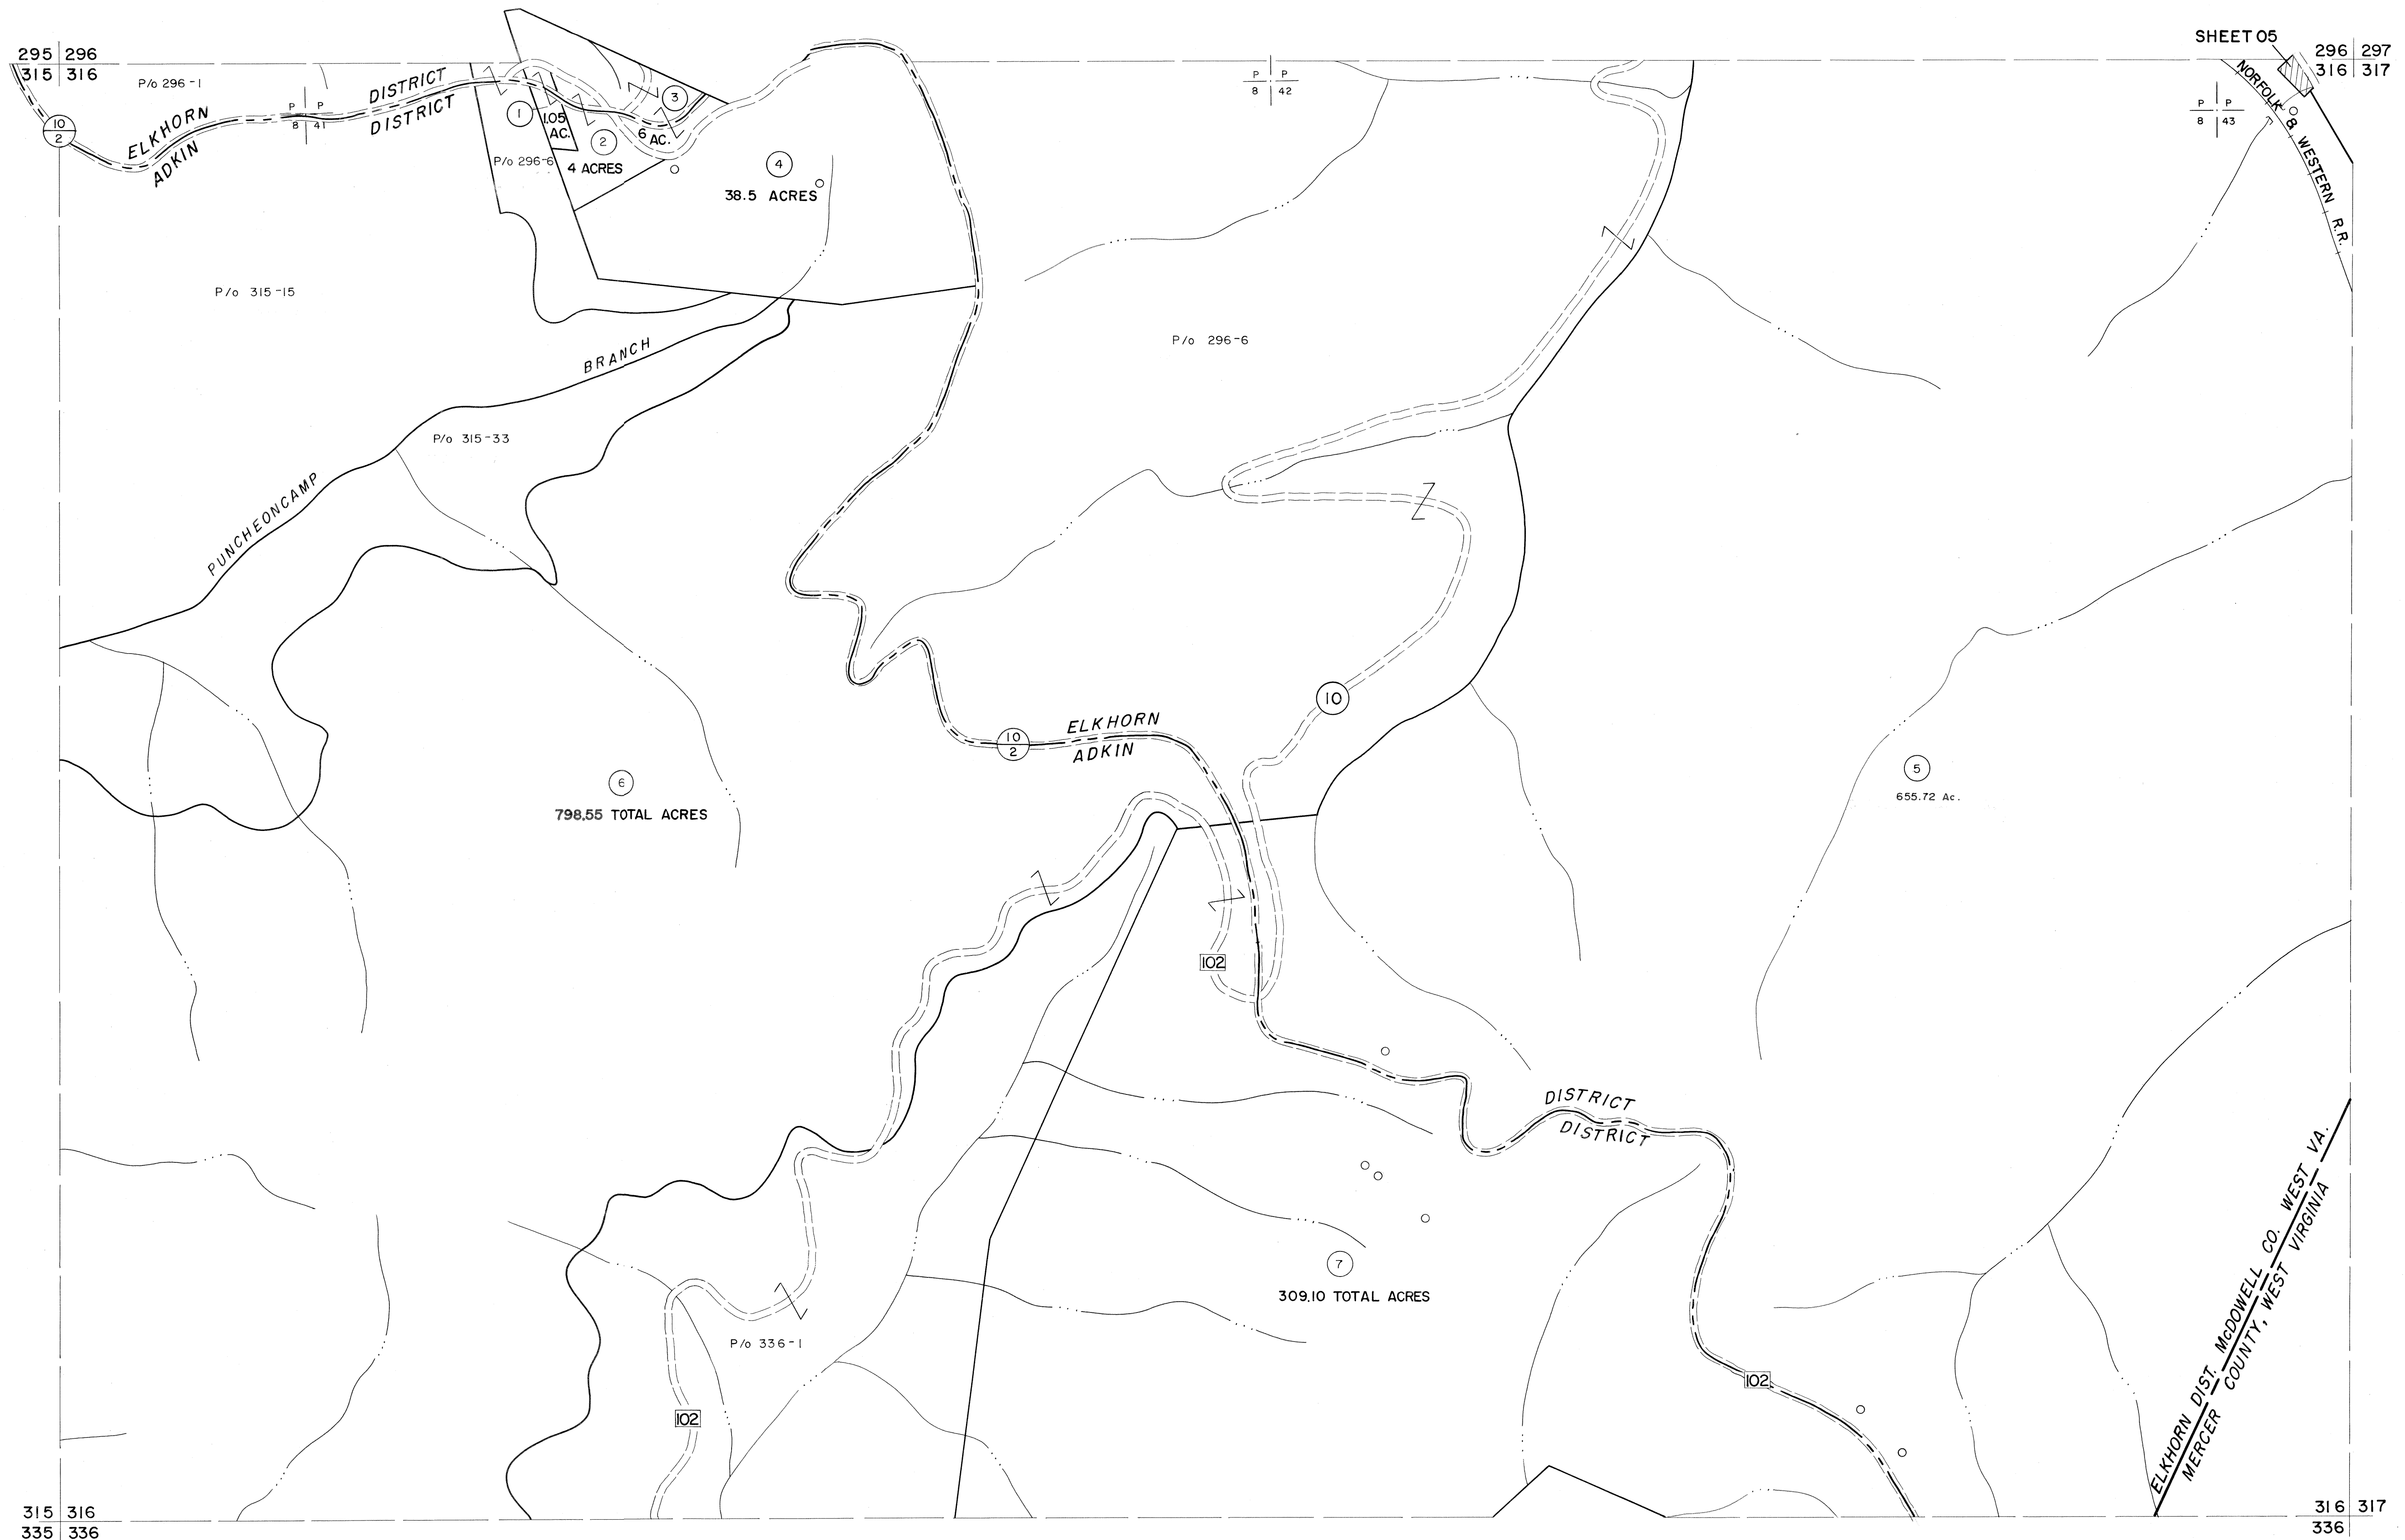 295 296
315 316
P/o 296-1
10
2
ELKHORN DISTRICT
ADKIN DISTRICT
P P
8 41
1
1.05
AC.
2
3
6
AC.
P/o 296-6
4 ACRES
4
38.5 ACRES
P P
8 42
SHEET 05
296 297
316 317
P P
8 43
NORFOLK & WESTERN R.R.
P/o 315-15
P/o 296-6
PUNCHEONCAMP BRANCH
P/o 315-33
10
ELKHORN
10
2
ADKIN
6
798.55 TOTAL ACRES
5
655.72 Ac.
102
DISTRICT
DISTRICT
7
309.10 TOTAL ACRES
P/o 336-1
102
102
ELKHORN DIST. McDOWELL CO. WEST VA.
MERCER COUNTY, WEST VIRGINIA
315 316
335 336
316 317
336